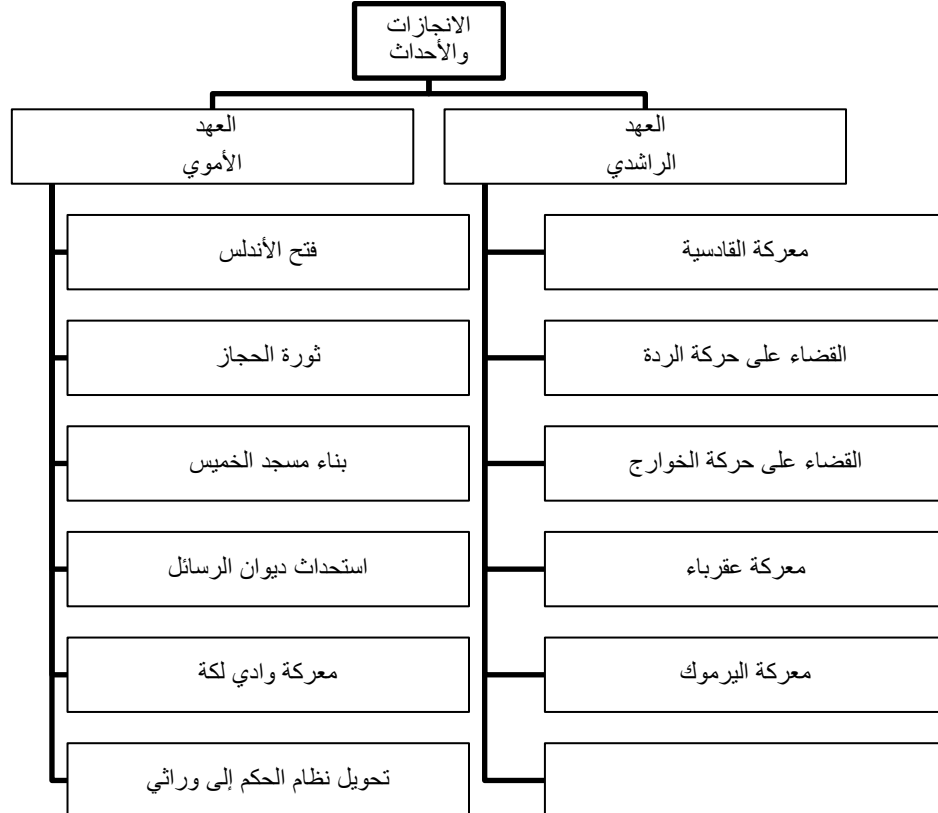 الانجازات
والأحداث
العهد
الراشدي
العهد
الأموي
معركة القادسية
القضاء على حركة الردة
القضاء على حركة الخوارج
معركة عقرباء
معركة اليرموك
فتح الأندلس
ثورة الحجاز
بناء مسجد الخميس
استحداث ديوان الرسائل
معركة وادي لكة
تحويل نظام الحكم إلى وراثي